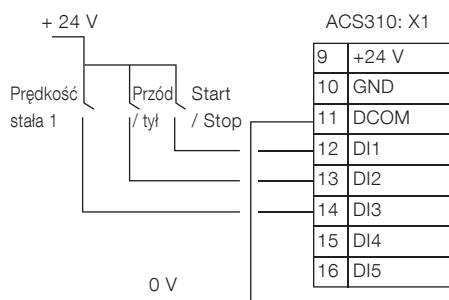 + 24 V
ACS310: X1
9 +24 V
10 GND
11 DCOM
12 DI1
13 DI2
14 DI3
15 DI4
16 DI5
Prędkość
stała 1
Przód
/ tył
Start
/ Stop
0 V